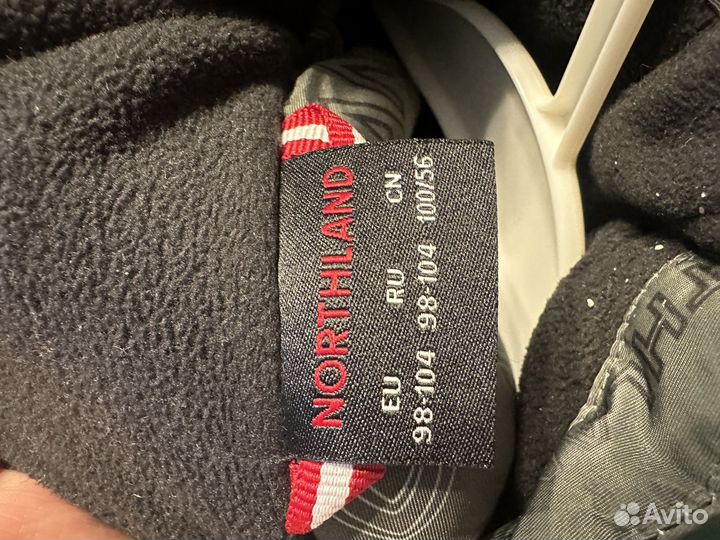 NORTHLAND
EU RU CN
98-104 98-104 100/56
Avito